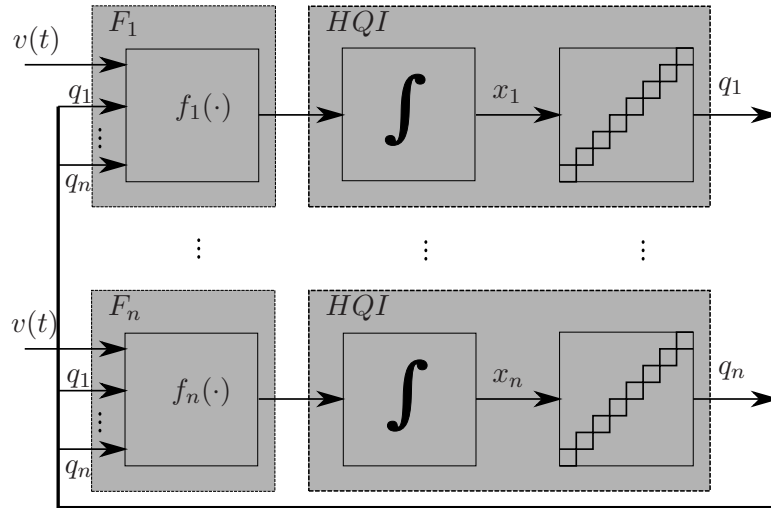 F₁ HQI
v(t)
q₁ f₁(·) ∫ x₁ q₁
⋮
qₙ
⋮ ⋮ ⋮
Fₙ HQI
v(t)
q₁ fₙ(·) ∫ xₙ qₙ
⋮
qₙ